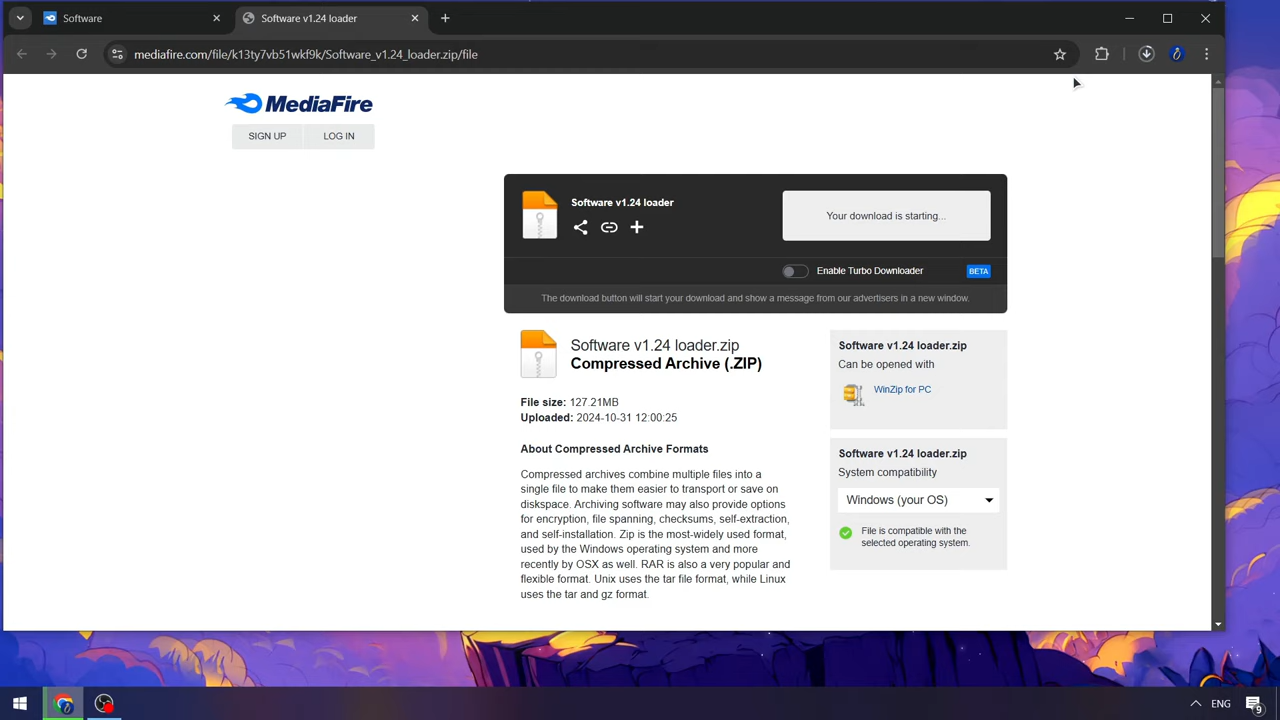 Software
Software v1.24 loader
mediafire.com/file/k13ty7vb51wkf9k/Software_v1.24_loader.zip/file
MediaFire
SIGN UP
LOG IN
Software v1.24 loader
Your download is starting...
Enable Turbo Downloader
BETA
The download button will start your download and show a message from our advertisers in a new window.
Software v1.24 loader.zip
Compressed Archive (.ZIP)
File size: 127.21MB
Uploaded: 2024-10-31 12:00:25
About Compressed Archive Formats
Compressed archives combine multiple files into a
single file to make them easier to transport or save on
diskspace. Archiving software may also provide options
for encryption, file spanning, checksums, self-extraction,
and self-installation. Zip is the most-widely used format,
used by the Windows operating system and more
recently by OSX as well. RAR is also a very popular and
flexible format. Unix uses the tar file format, while Linux
uses the tar and gz format.
Software v1.24 loader.zip
Can be opened with
WinZip for PC
Software v1.24 loader.zip
System compatibility
Windows (your OS)
File is compatible with the
selected operating system.
ENG
9